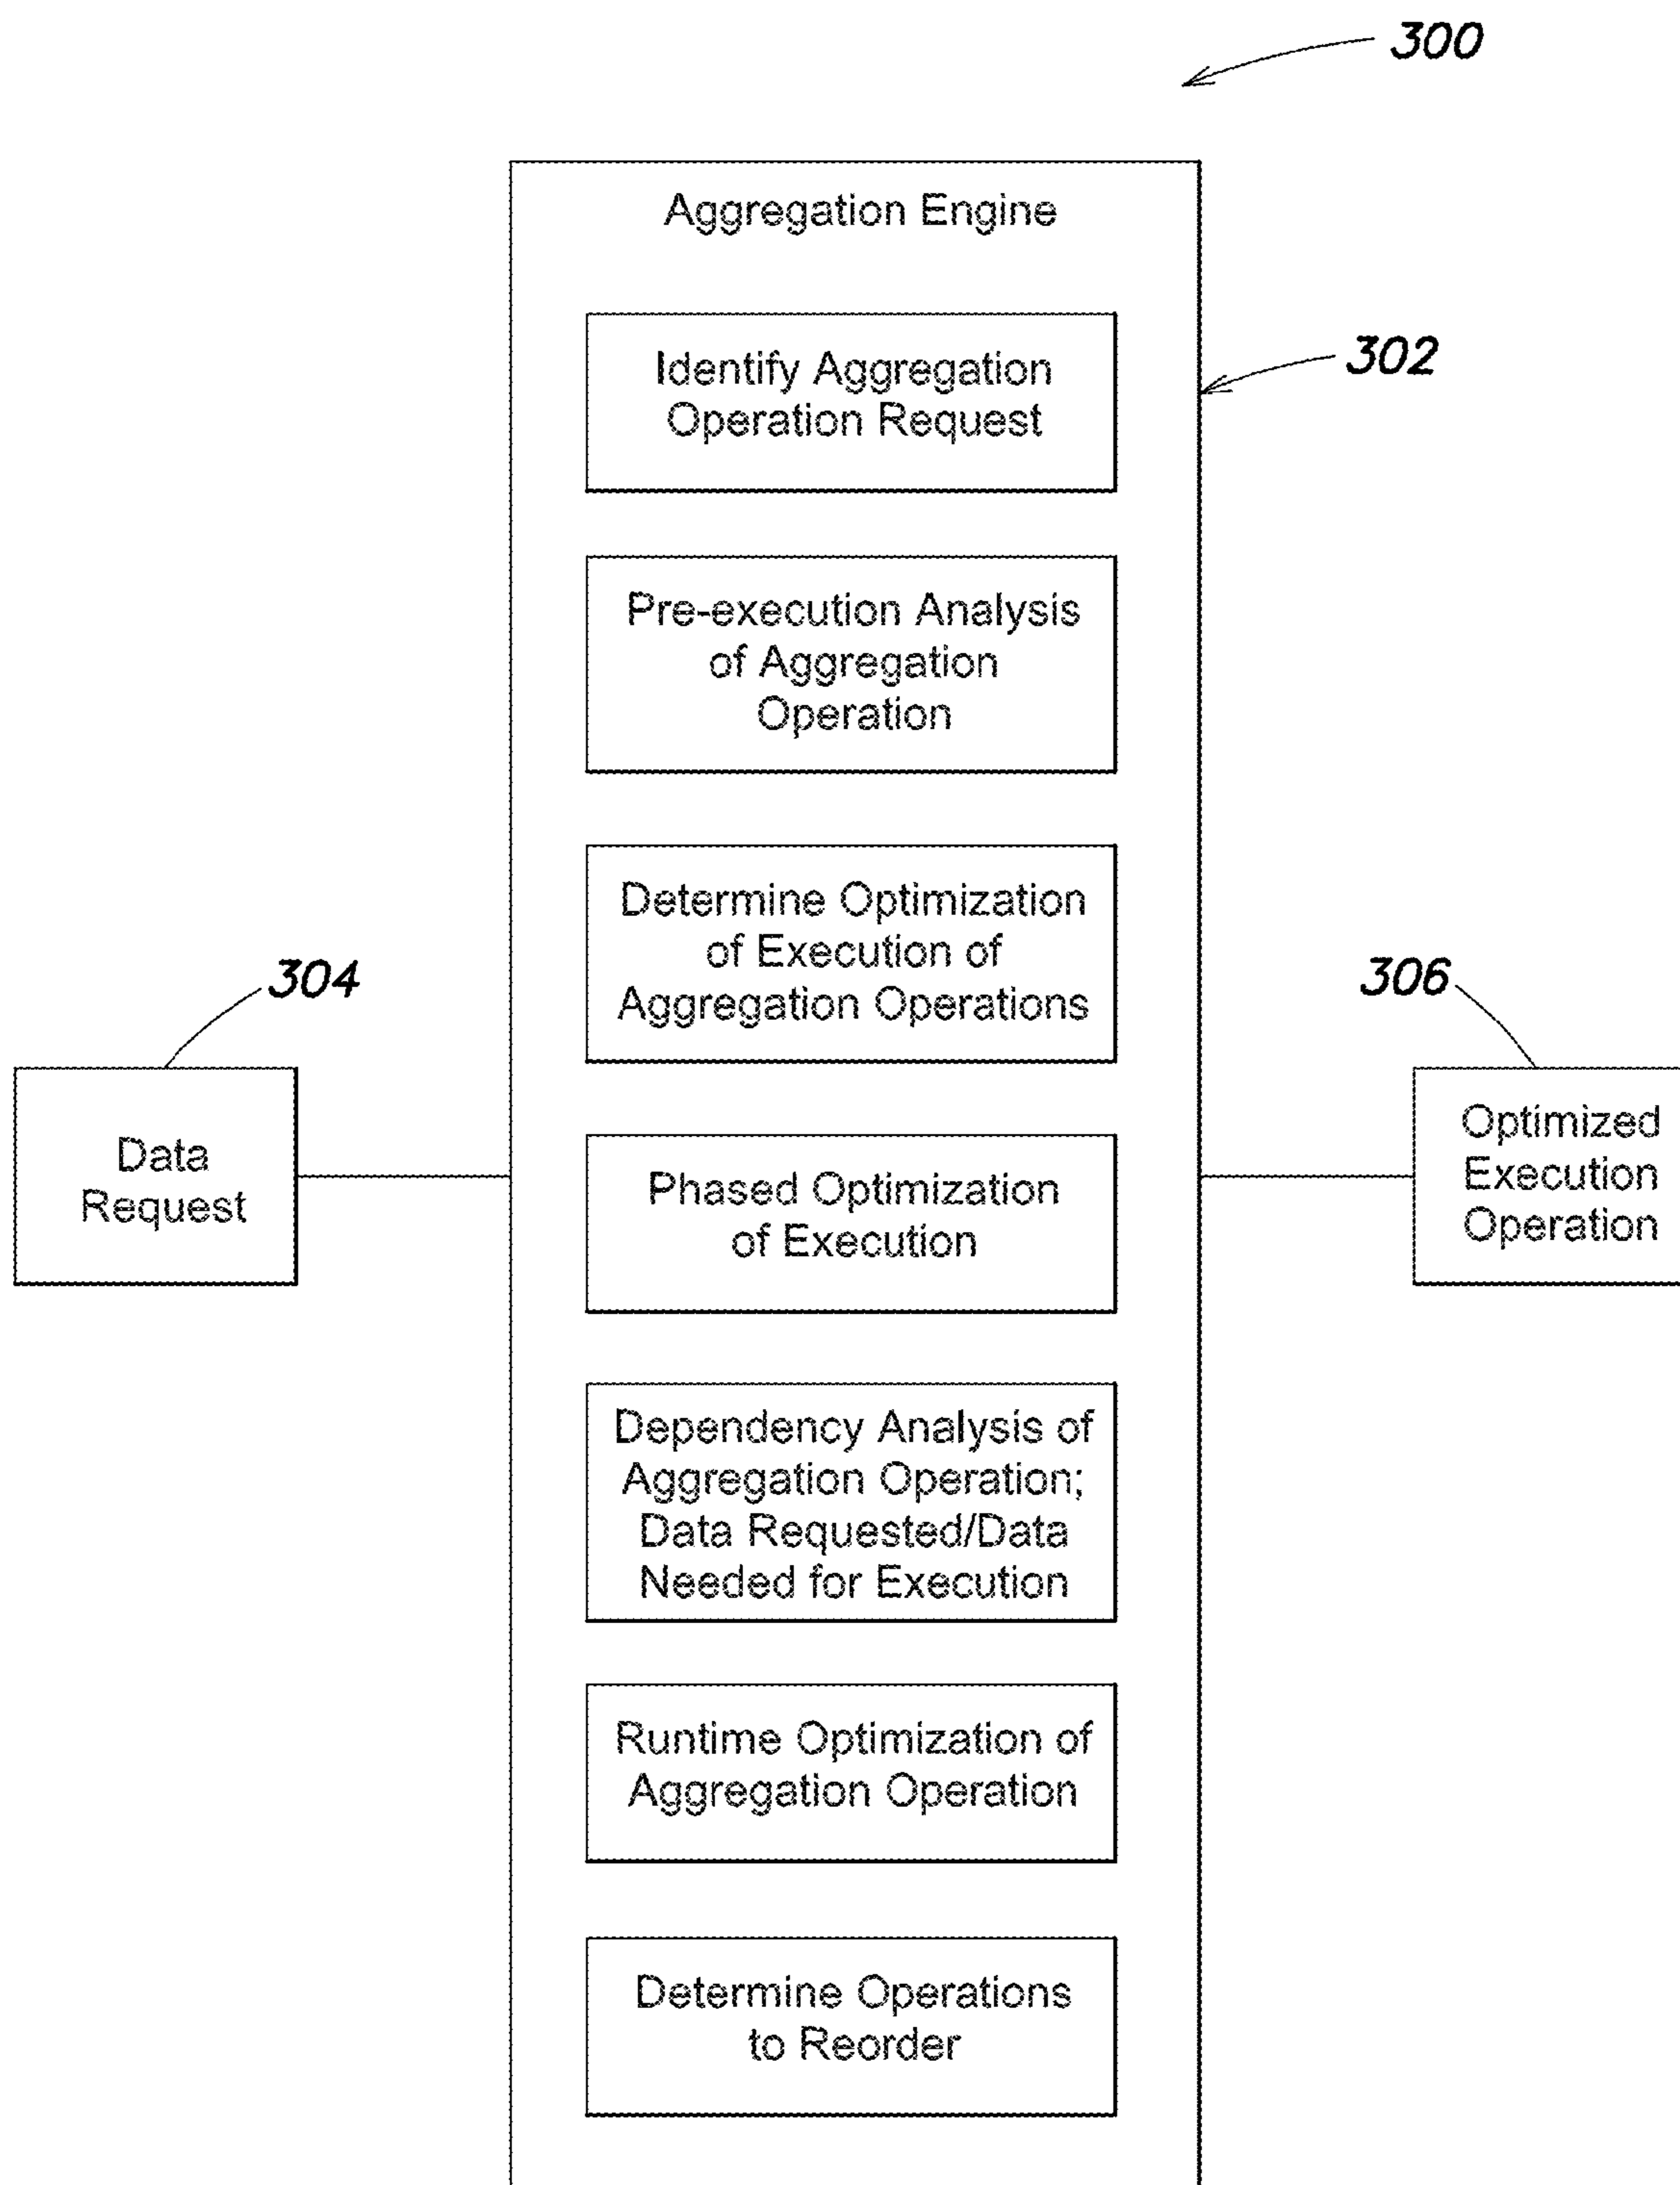 300
Aggregation Engine
Identify Aggregation
Operation Request
302
Pre-execution Analysis
of Aggregation
Operation
Determine Optimization
of Execution of
Aggregation Operations
304
306
Data
Request
Phased Optimization
of Execution
Optimized
Execution
Operation
Dependency Analysis of
Aggregation Operation;
Data Requested/Data
Needed for Execution
Runtime Optimization of
Aggregation Operation
Determine Operations
to Reorder